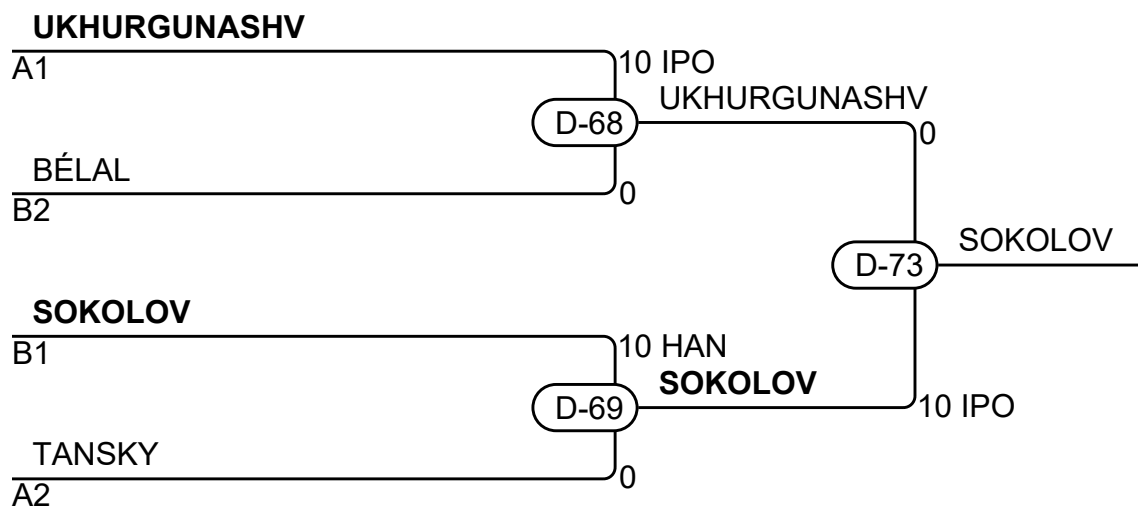 UKHURGUNASHV
A1
10 IPO
UKHURGUNASHV
D-68
0
BÉLAL
B2
0
D-73
SOKOLOV
SOKOLOV
B1
10 HAN
SOKOLOV
D-69
10 IPO
TANSKY
A2
0